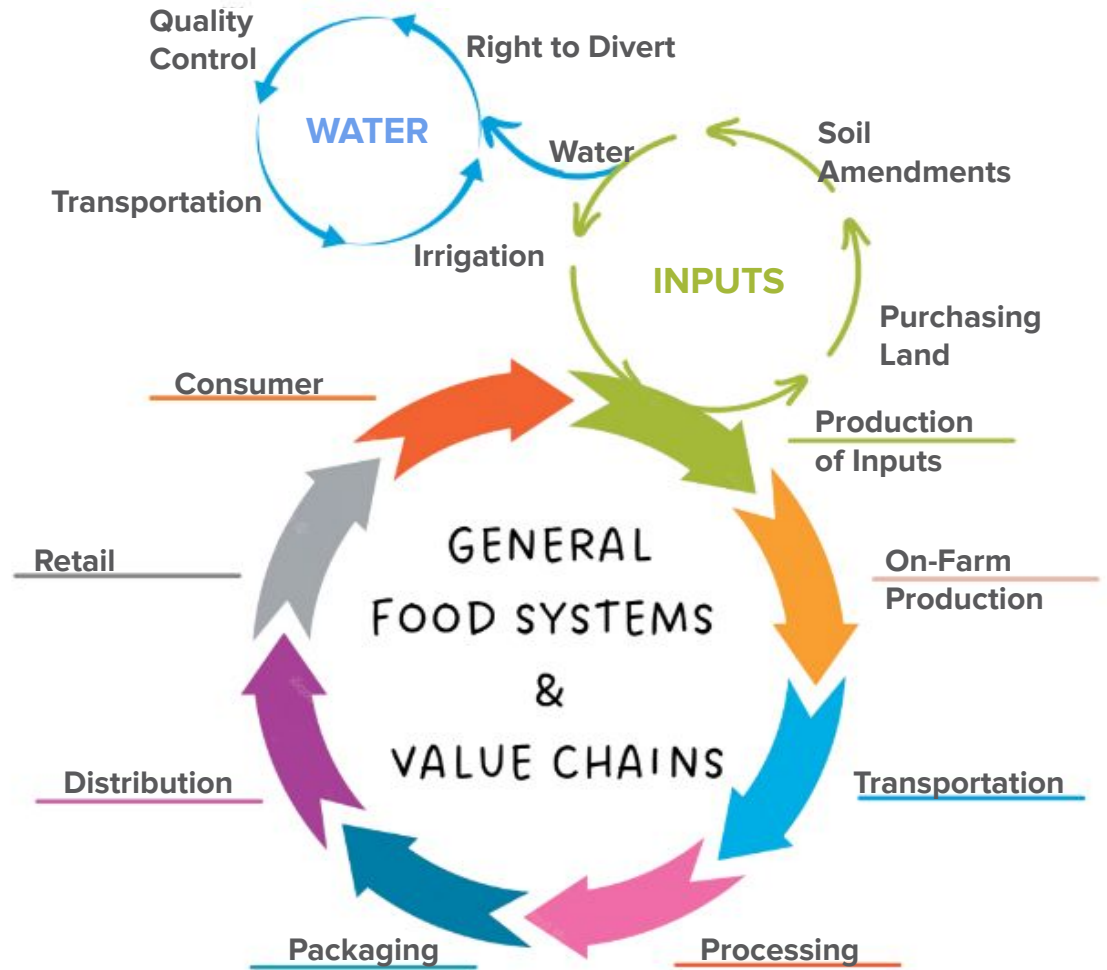 Quality
Control
Right to Divert
WATER
Water
Soil
Amendments
Transportation
Irrigation
INPUTS
Purchasing
Land
Consumer
Production
of Inputs
GENERAL
FOOD SYSTEMS
&
VALUE CHAINS
Retail
On-Farm
Production
Distribution
Transportation
Packaging
Processing